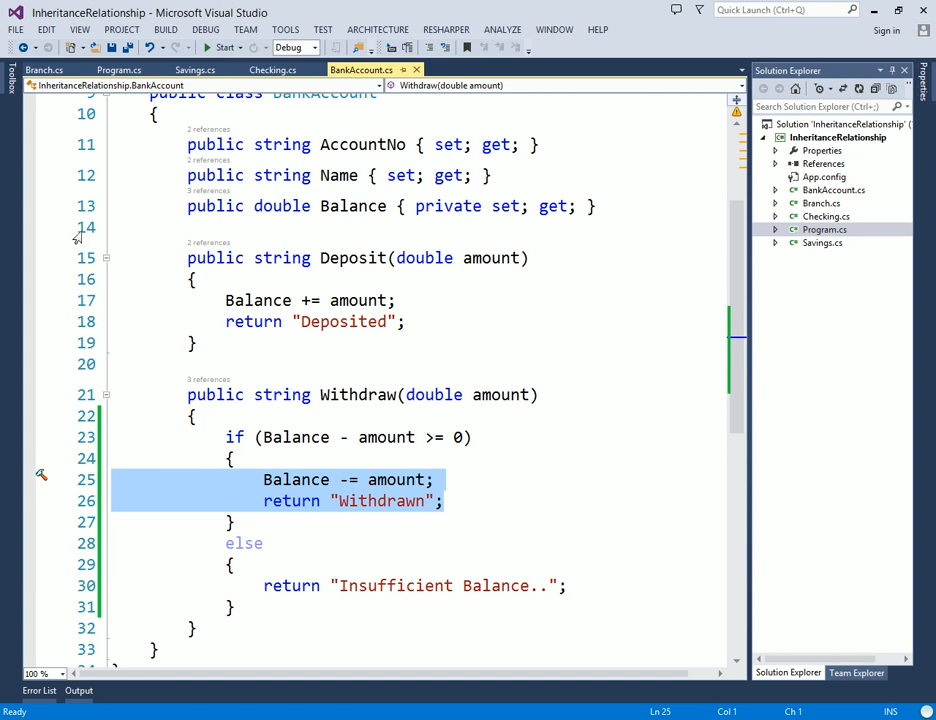 InheritanceRelationship - Microsoft Visual Studio
Quick Launch (Ctrl+Q)
FILE EDIT VIEW PROJECT BUILD DEBUG TEAM TOOLS TEST ARCHITECTURE RESHARPER ANALYZE WINDOW HELP
Sign in
Start Debug
Branch.cs Program.cs Savings.cs Checking.cs BankAccount.cs
InheritanceRelationship.BankAccount Withdraw(double amount)
Toolbox
Properties
public class BankAccount
10 {
2 references
11 public string AccountNo { set; get; }
2 references
12 public string Name { set; get; }
3 references
13 public double Balance { private set; get; }
14
2 references
15 public string Deposit(double amount)
16 {
17 Balance += amount;
18 return "Deposited";
19 }
20
3 references
21 public string Withdraw(double amount)
22 {
23 if (Balance - amount >= 0)
24 {
25 Balance -= amount;
26 return "Withdrawn";
27 }
28 else
29 {
30 return "Insufficient Balance..";
31 }
32 }
33 }
100 %
Solution Explorer
Search Solution Explorer (Ctrl+;)
Solution 'InheritanceRelationship' (
InheritanceRelationship
Properties
References
App.config
BankAccount.cs
Branch.cs
Checking.cs
Program.cs
Savings.cs
Solution Explorer Team Explorer
Error List Output
Ready Ln 25 Col 1 Ch 1 INS